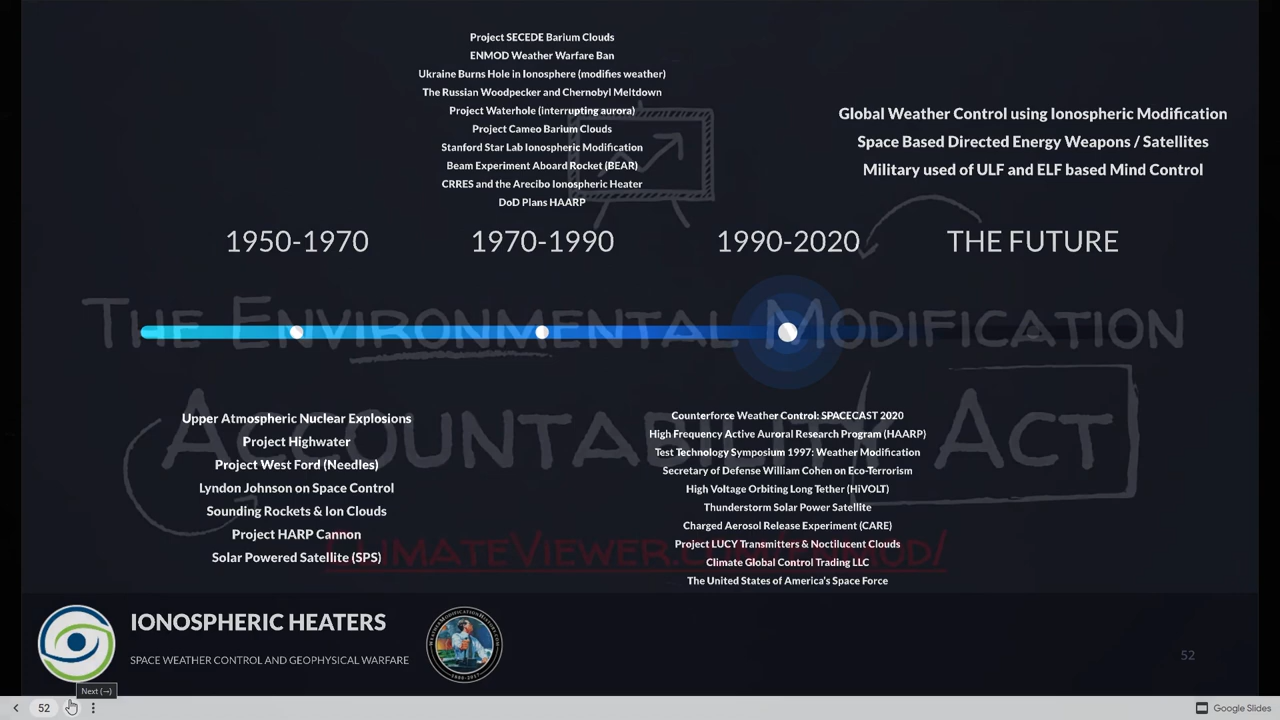 Project SECEDE Barium Clouds
ENMOD Weather Warfare Ban
Ukraine Burns Hole in Ionosphere (modifies weather)
The Russian Woodpecker and Chernobyl Meltdown
Project Waterhole (interrupting aurora)
Project Cameo Barium Clouds
Stanford Star Lab Ionospheric Modification
Beam Experiment Aboard Rocket (BEAR)
CRRES and the Arecibo Ionospheric Heater
DoD Plans HAARP
Global Weather Control using Ionospheric Modification
Space Based Directed Energy Weapons / Satellites
Military used of ULF and ELF based Mind Control
1950-1970
1970-1990
1990-2020
THE FUTURE
The Environmental Modification
Accountability Act
Upper Atmospheric Nuclear Explosions
Project Highwater
Project West Ford (Needles)
Lyndon Johnson on Space Control
Sounding Rockets & Ion Clouds
Project HARP Cannon
Solar Powered Satellite (SPS)
Counterforce Weather Control: SPACECAST 2020
High Frequency Active Auroral Research Program (HAARP)
Test Technology Symposium 1997: Weather Modification
Secretary of Defense William Cohen on Eco-Terrorism
High Voltage Orbiting Long Tether (HiVOLT)
Thunderstorm Solar Power Satellite
Charged Aerosol Release Experiment (CARE)
Project LUCY Transmitters & Noctilucent Clouds
Climate Global Control Trading LLC
The United States of America's Space Force
ClimateViewer.com/enmod/
IONOSPHERIC HEATERS
SPACE WEATHER CONTROL AND GEOPHYSICAL WARFARE
WEATHERMODIFICATIONHISTORY.COM
52
Next (→)
52
Google Slides